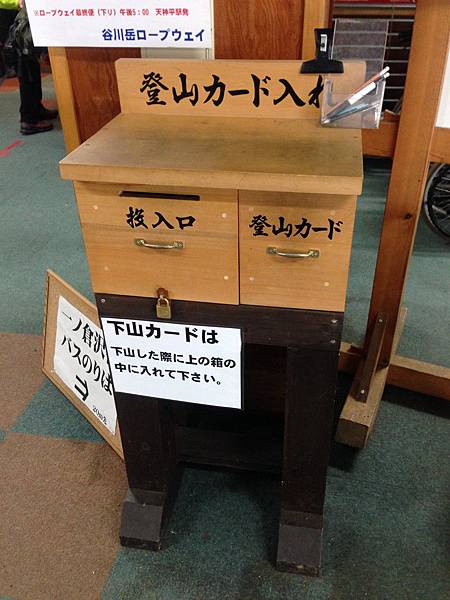 ※ロープウェイ最終便（下り）午後5：00 天神平駅発
谷川岳ロープウェイ
登山カード入れ
投入口
登山カード
下山カードは
下山した際に上の箱の
中に入れて下さい。
一ノ倉沢
バスのりば